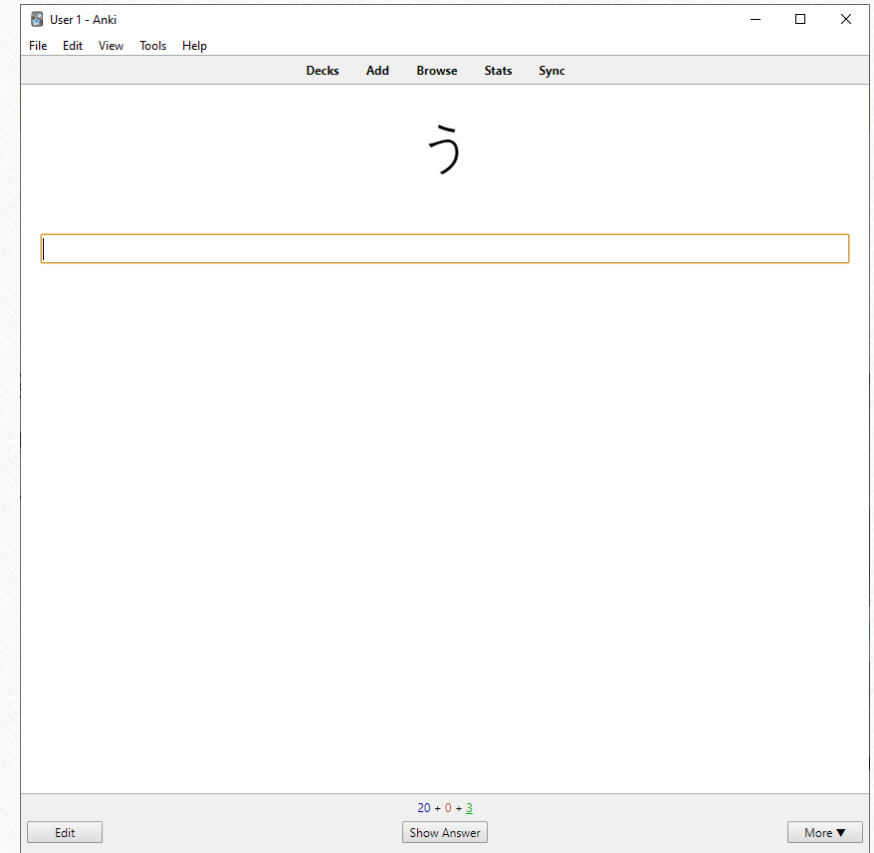 User 1 - Anki
File Edit View Tools Help
Decks Add Browse Stats Sync
う
20 + 0 + 3
Edit Show Answer More ▼